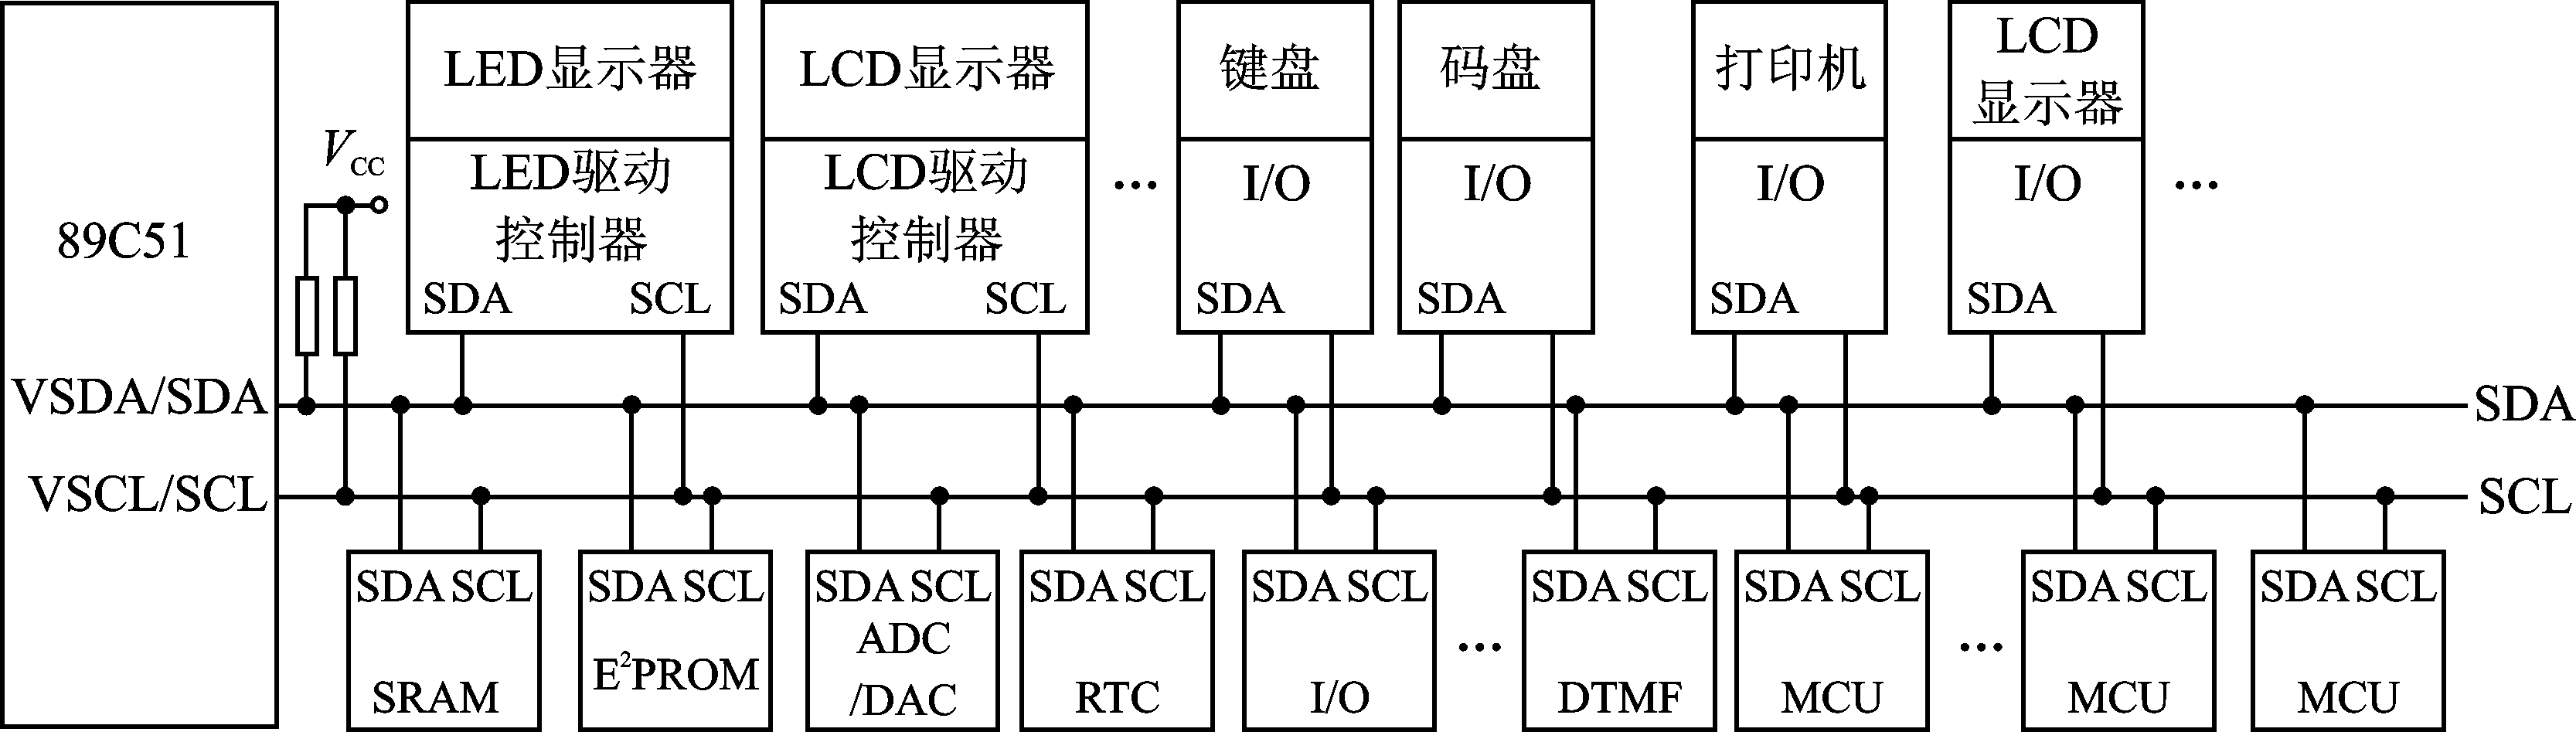 89C51
VSDA/SDA
VSCL/SCL
VCC
LED显示器
LED驱动
控制器
SDA SCL
LCD显示器
LCD驱动
控制器
SDA SCL
...
键盘
I/O
SDA
码盘
I/O
SDA
打印机
I/O
SDA
LCD
显示器
I/O
SDA
...
SDA
SCL
SDA SCL
SRAM
SDA SCL
E²PROM
SDA SCL
ADC
/DAC
SDA SCL
RTC
SDA SCL
I/O
...
SDA SCL
DTMF
SDA SCL
MCU
...
SDA SCL
MCU
SDA SCL
MCU